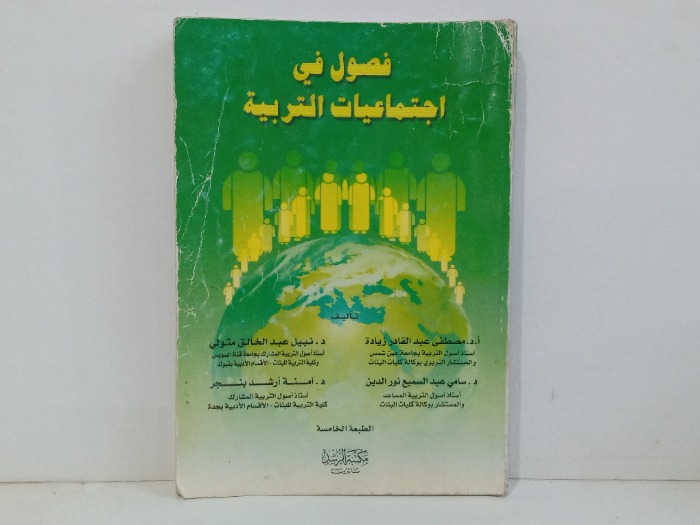 فصول في
اجتماعيات التربية
تأليف
أ.د. مصطفى عبد القادر زيادة
أستاذ أصول التربية بجامعة عين شمس
والمستشار التربوي بوكالة كليات البنات
د. نبيل عبد الخالق متولي
أستاذ أصول التربية المشارك بجامعة قناة السويس
وكلية التربية للبنات - الأقسام الأدبية بتبوك
د. سامي عبد السميع نور الدين
أستاذ أصول التربية المساعد
والمستشار بوكالة كليات البنات
د. آمنة أرشد بنجر
أستاذ أصول التربية المشارك
كلية التربية للبنات - الأقسام الأدبية بجدة
الطبعة الخامسة
مكتبة الرشد
ناشرون